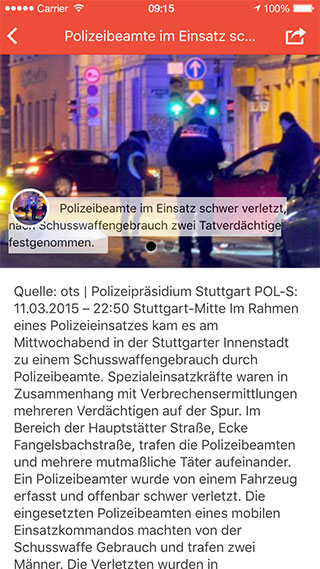 Carrier 09:15 100%
Polizeibeamte im Einsatz sc...
Polizeibeamte im Einsatz schwer verletzt,
nach Schusswaffengebrauch zwei Tatverdächtige
festgenommen.
Quelle: ots | Polizeipräsidium Stuttgart POL-S:
11.03.2015 – 22:50 Stuttgart-Mitte Im Rahmen
eines Polizeieinsatzes kam es am
Mittwochabend in der Stuttgarter Innenstadt
zu einem Schusswaffengebrauch durch
Polizeibeamte. Spezialeinsatzkräfte waren in
Zusammenhang mit Verbrechensermittlungen
mehreren Verdächtigen auf der Spur. Im
Bereich der Hauptstätter Straße, Ecke
Fangelsbachstraße, trafen die Polizeibeamten
und mehrere mutmaßliche Täter aufeinander.
Ein Polizeibeamter wurde von einem Fahrzeug
erfasst und offenbar schwer verletzt. Die
eingesetzten Polizeibeamten eines mobilen
Einsatzkommandos machten von der
Schusswaffe Gebrauch und trafen zwei
Männer. Die Verletzten wurden in